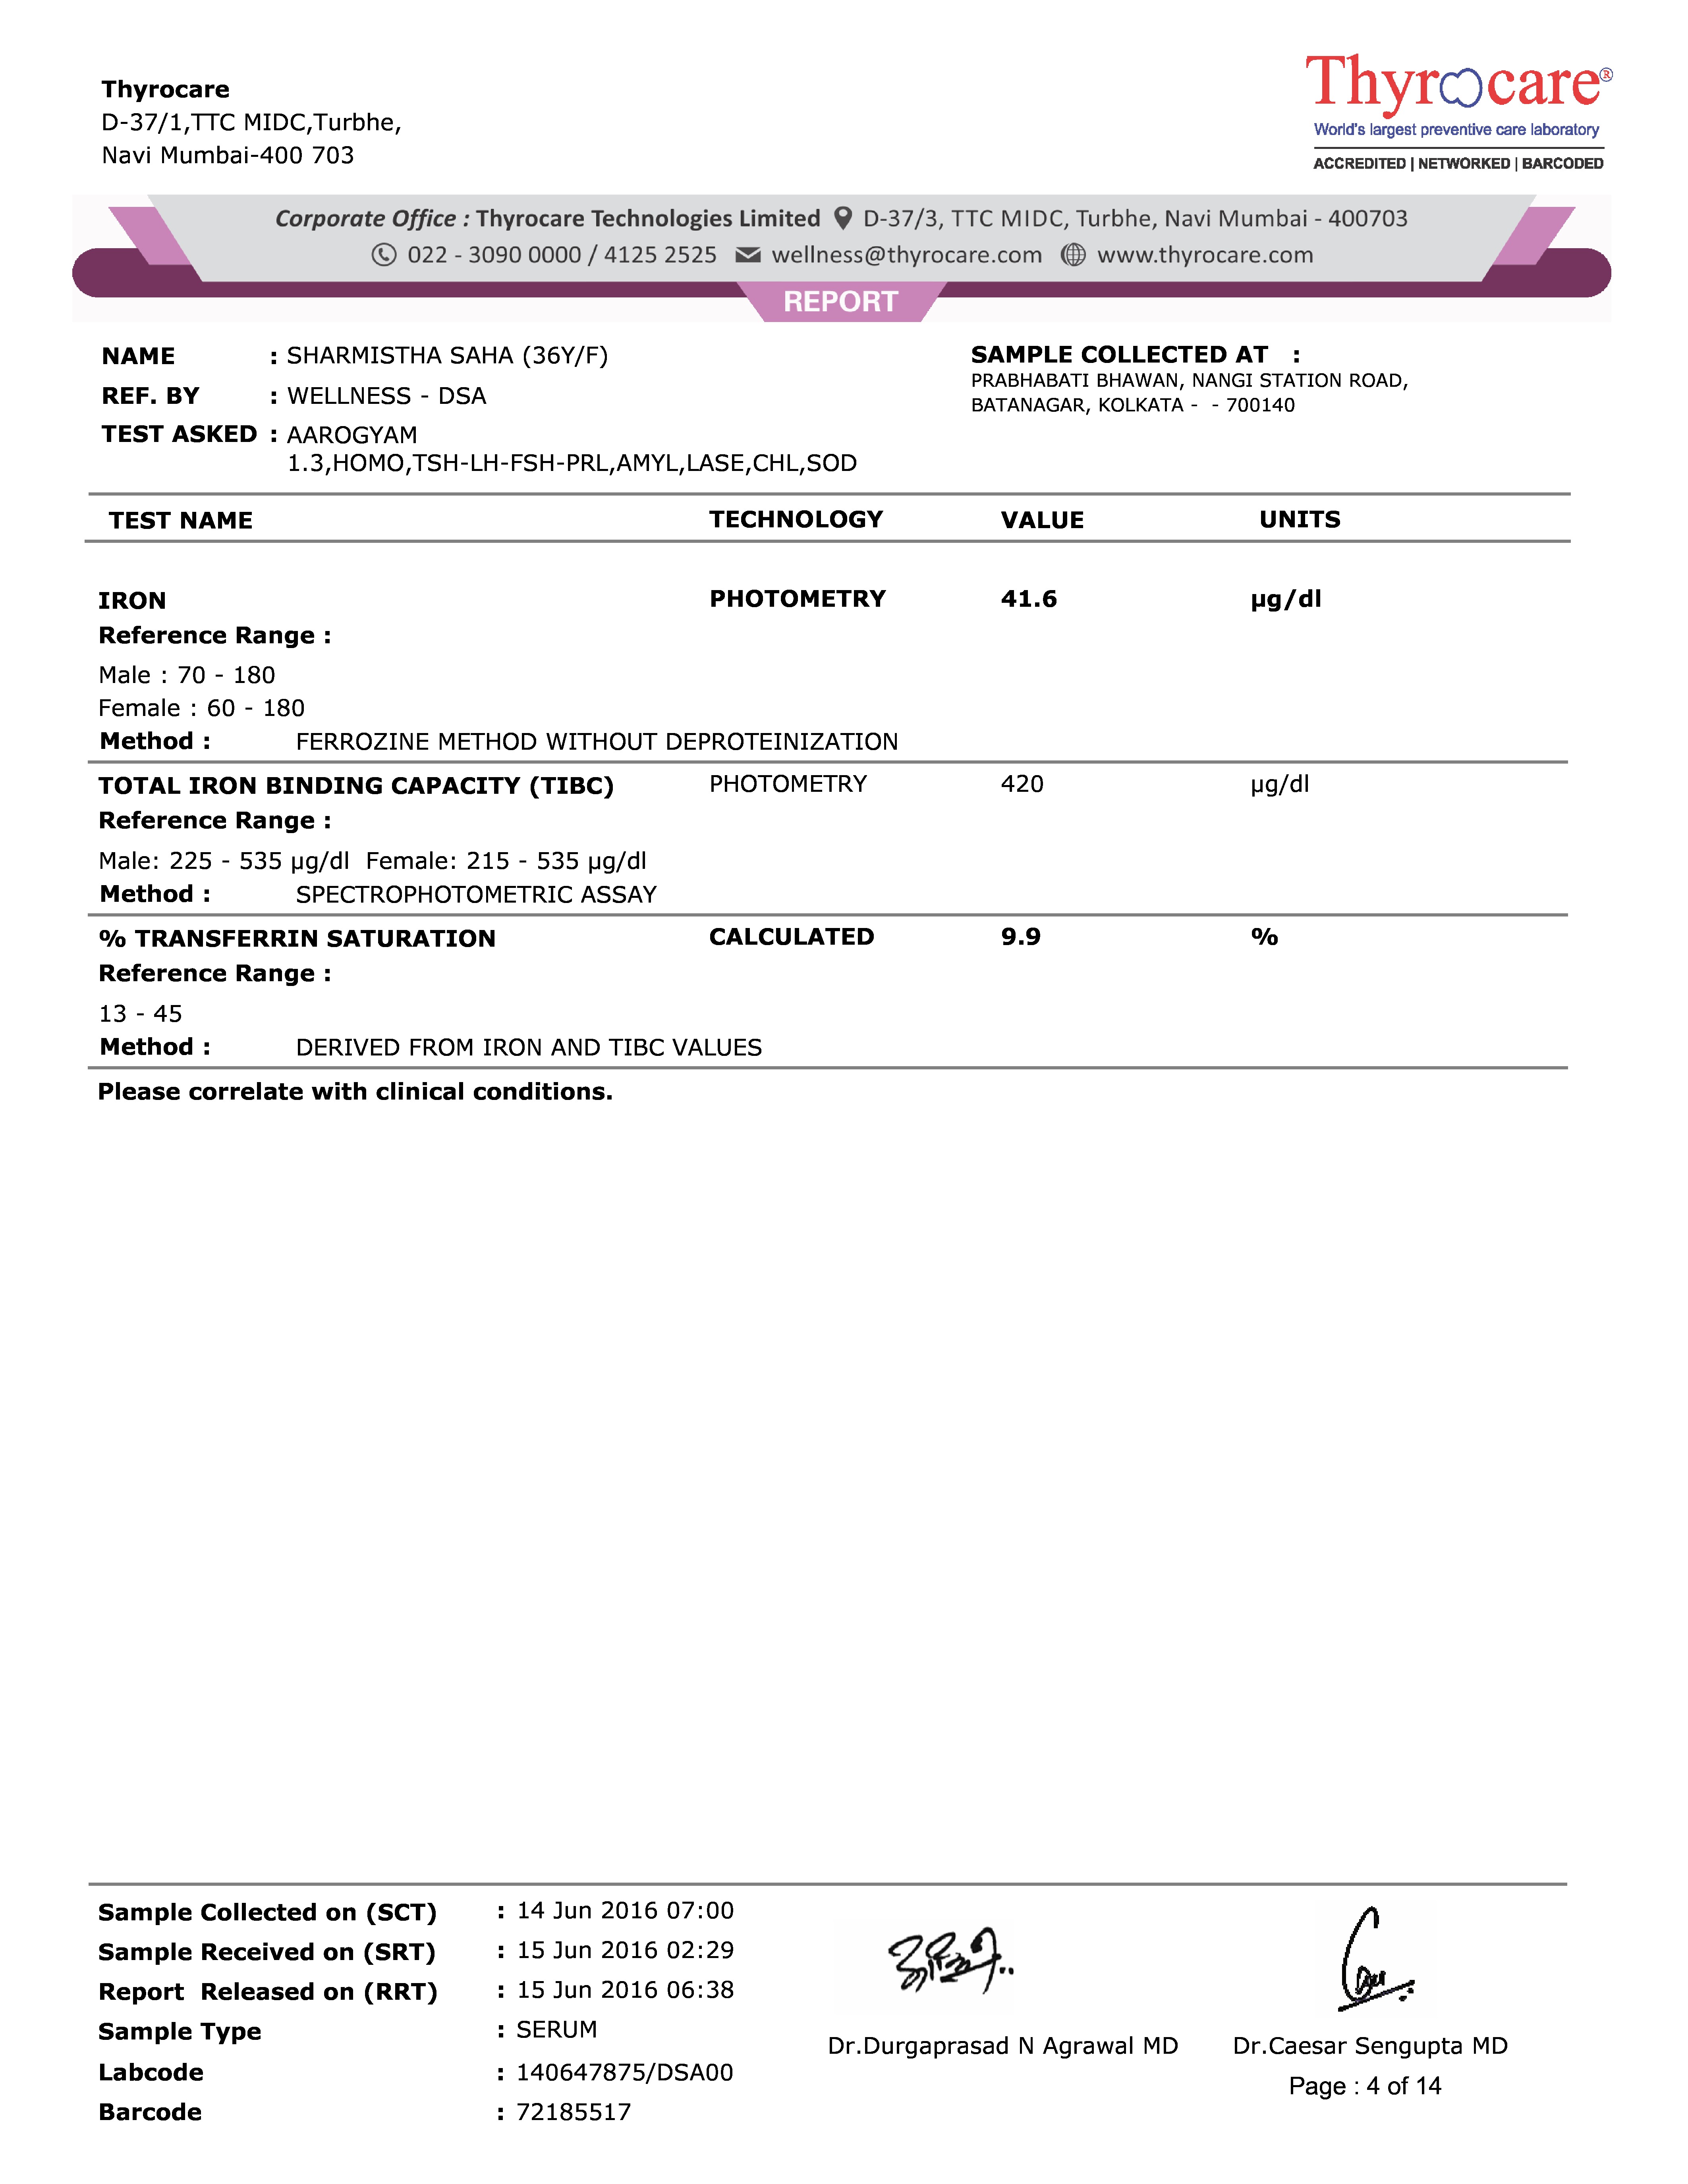 Thyrocare
D-37/1,TTC MIDC,Turbhe,
Navi Mumbai-400 703
Thyrocare®
World's largest preventive care laboratory
ACCREDITED | NETWORKED | BARCODED
Corporate Office : Thyrocare Technologies Limited D-37/3, TTC MIDC, Turbhe, Navi Mumbai - 400703
022 - 3090 0000 / 4125 2525 wellness@thyrocare.com www.thyrocare.com
REPORT
NAME : SHARMISTHA SAHA (36Y/F)
REF. BY : WELLNESS - DSA
TEST ASKED : AAROGYAM
1.3,HOMO,TSH-LH-FSH-PRL,AMYL,LASE,CHL,SOD
SAMPLE COLLECTED AT :
PRABHABATI BHAWAN, NANGI STATION ROAD,
BATANAGAR, KOLKATA - - 700140
TEST NAME TECHNOLOGY VALUE UNITS
IRON PHOTOMETRY 41.6 µg/dl
Reference Range :
Male : 70 - 180
Female : 60 - 180
Method : FERROZINE METHOD WITHOUT DEPROTEINIZATION
TOTAL IRON BINDING CAPACITY (TIBC) PHOTOMETRY 420 µg/dl
Reference Range :
Male: 225 - 535 µg/dl Female: 215 - 535 µg/dl
Method : SPECTROPHOTOMETRIC ASSAY
% TRANSFERRIN SATURATION CALCULATED 9.9 %
Reference Range :
13 - 45
Method : DERIVED FROM IRON AND TIBC VALUES
Please correlate with clinical conditions.
Sample Collected on (SCT) : 14 Jun 2016 07:00
Sample Received on (SRT) : 15 Jun 2016 02:29
Report Released on (RRT) : 15 Jun 2016 06:38
Sample Type : SERUM
Labcode : 140647875/DSA00
Barcode : 72185517
Dr.Durgaprasad N Agrawal MD
Dr.Caesar Sengupta MD
Page : 4 of 14